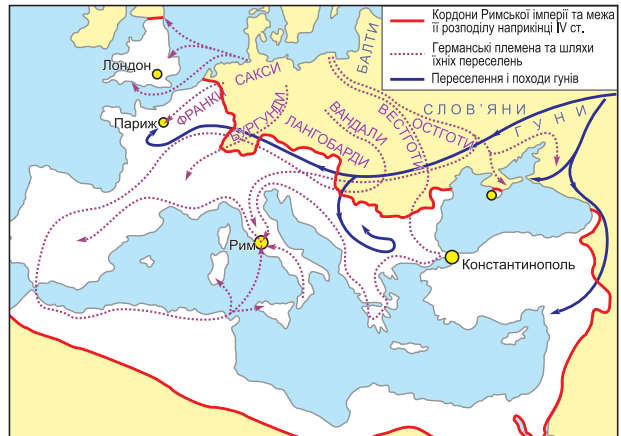 Кордони Римської імперії та межа
її розподілу наприкінці IV ст.
Германські племена та шляхи
їхніх переселень
Переселення і походи гунів
БАЛТИ
Лондон
САКСИ
СЛОВ’ЯНИ
ФРАНКИ
Париж
БУРГУНДИ
ЛАНГОБАРДИ
ВАНДАЛИ
ВЕСТГОТИ
ОСТГОТИ
ГУНИ
Рим
Константинополь